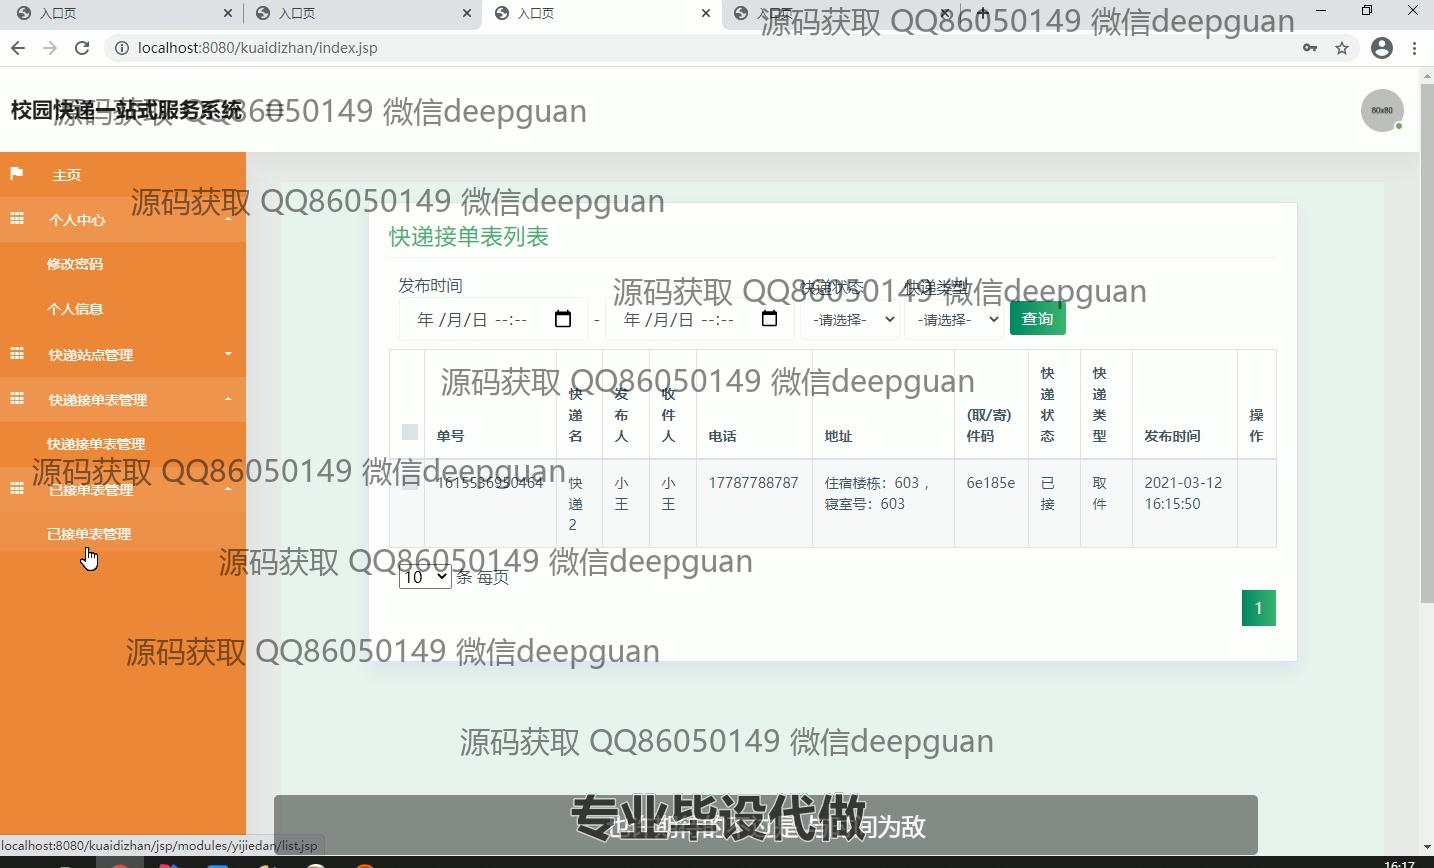 入口页
入口页
入口页
源码获取 QQ86050149 微信deepguan
localhost:8080/kuaidizhan/index.jsp
校园快递一站式服务系统
源码获取 QQ86050149 微信deepguan
80x80
主页
源码获取 QQ86050149 微信deepguan
个人中心
快递接单表列表
修改密码
发布时间
快递状态
快递类型
源码获取 QQ86050149 微信deepguan
个人信息
年/月/日 --:-- - 年/月/日 --:-- -请选择- -请选择- 查询
快递站点管理
源码获取 QQ86050149 微信deepguan
快递接单表管理
单号 快递名 发布人 收件人 电话 地址 (取/寄)件码 快递状态 快递类型 发布时间 操作
快递接单表管理
源码获取 QQ86050149 微信deepguan
已接单表管理
1615536950464 快递2 小王 小王 17787788787 住宿楼栋：603，寝室号：603 6e185e 已接 取件 2021-03-12 16:15:50
已接单表管理
源码获取 QQ86050149 微信deepguan
10 条 每页
1
源码获取 QQ86050149 微信deepguan
源码获取 QQ86050149 微信deepguan
专业毕设代做
间为敌
localhost:8080/kuaidizhan/jsp/modules/yijiedan/list.jsp
16:17